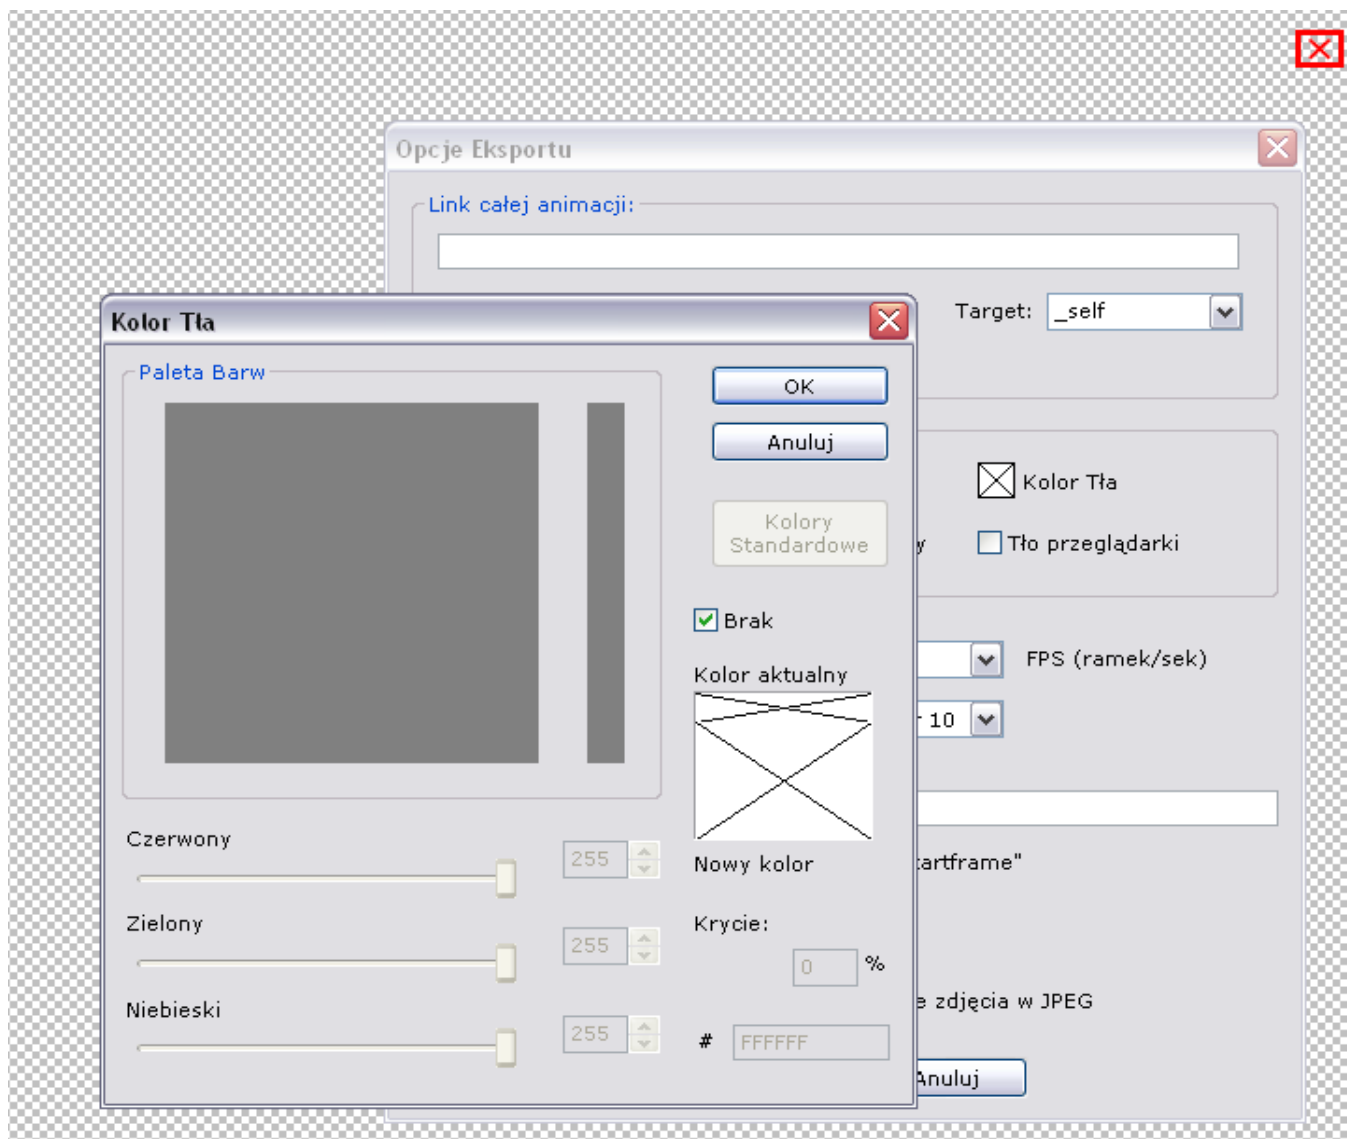 Opcje Eksportu
Link całej animacji:
Target: _self
Kolor Tła
Tło przeglądarki
FPS (ramek/sek)
10
zdjęcia w JPEG
Anuluj
Kolor Tła
Paleta Barw
OK
Anuluj
Kolory
Standardowe
Brak
Kolor aktualny
Nowy kolor
Czerwony
255
Zielony
255
Niebieski
255
Krycie:
0 %
# FFFFFF